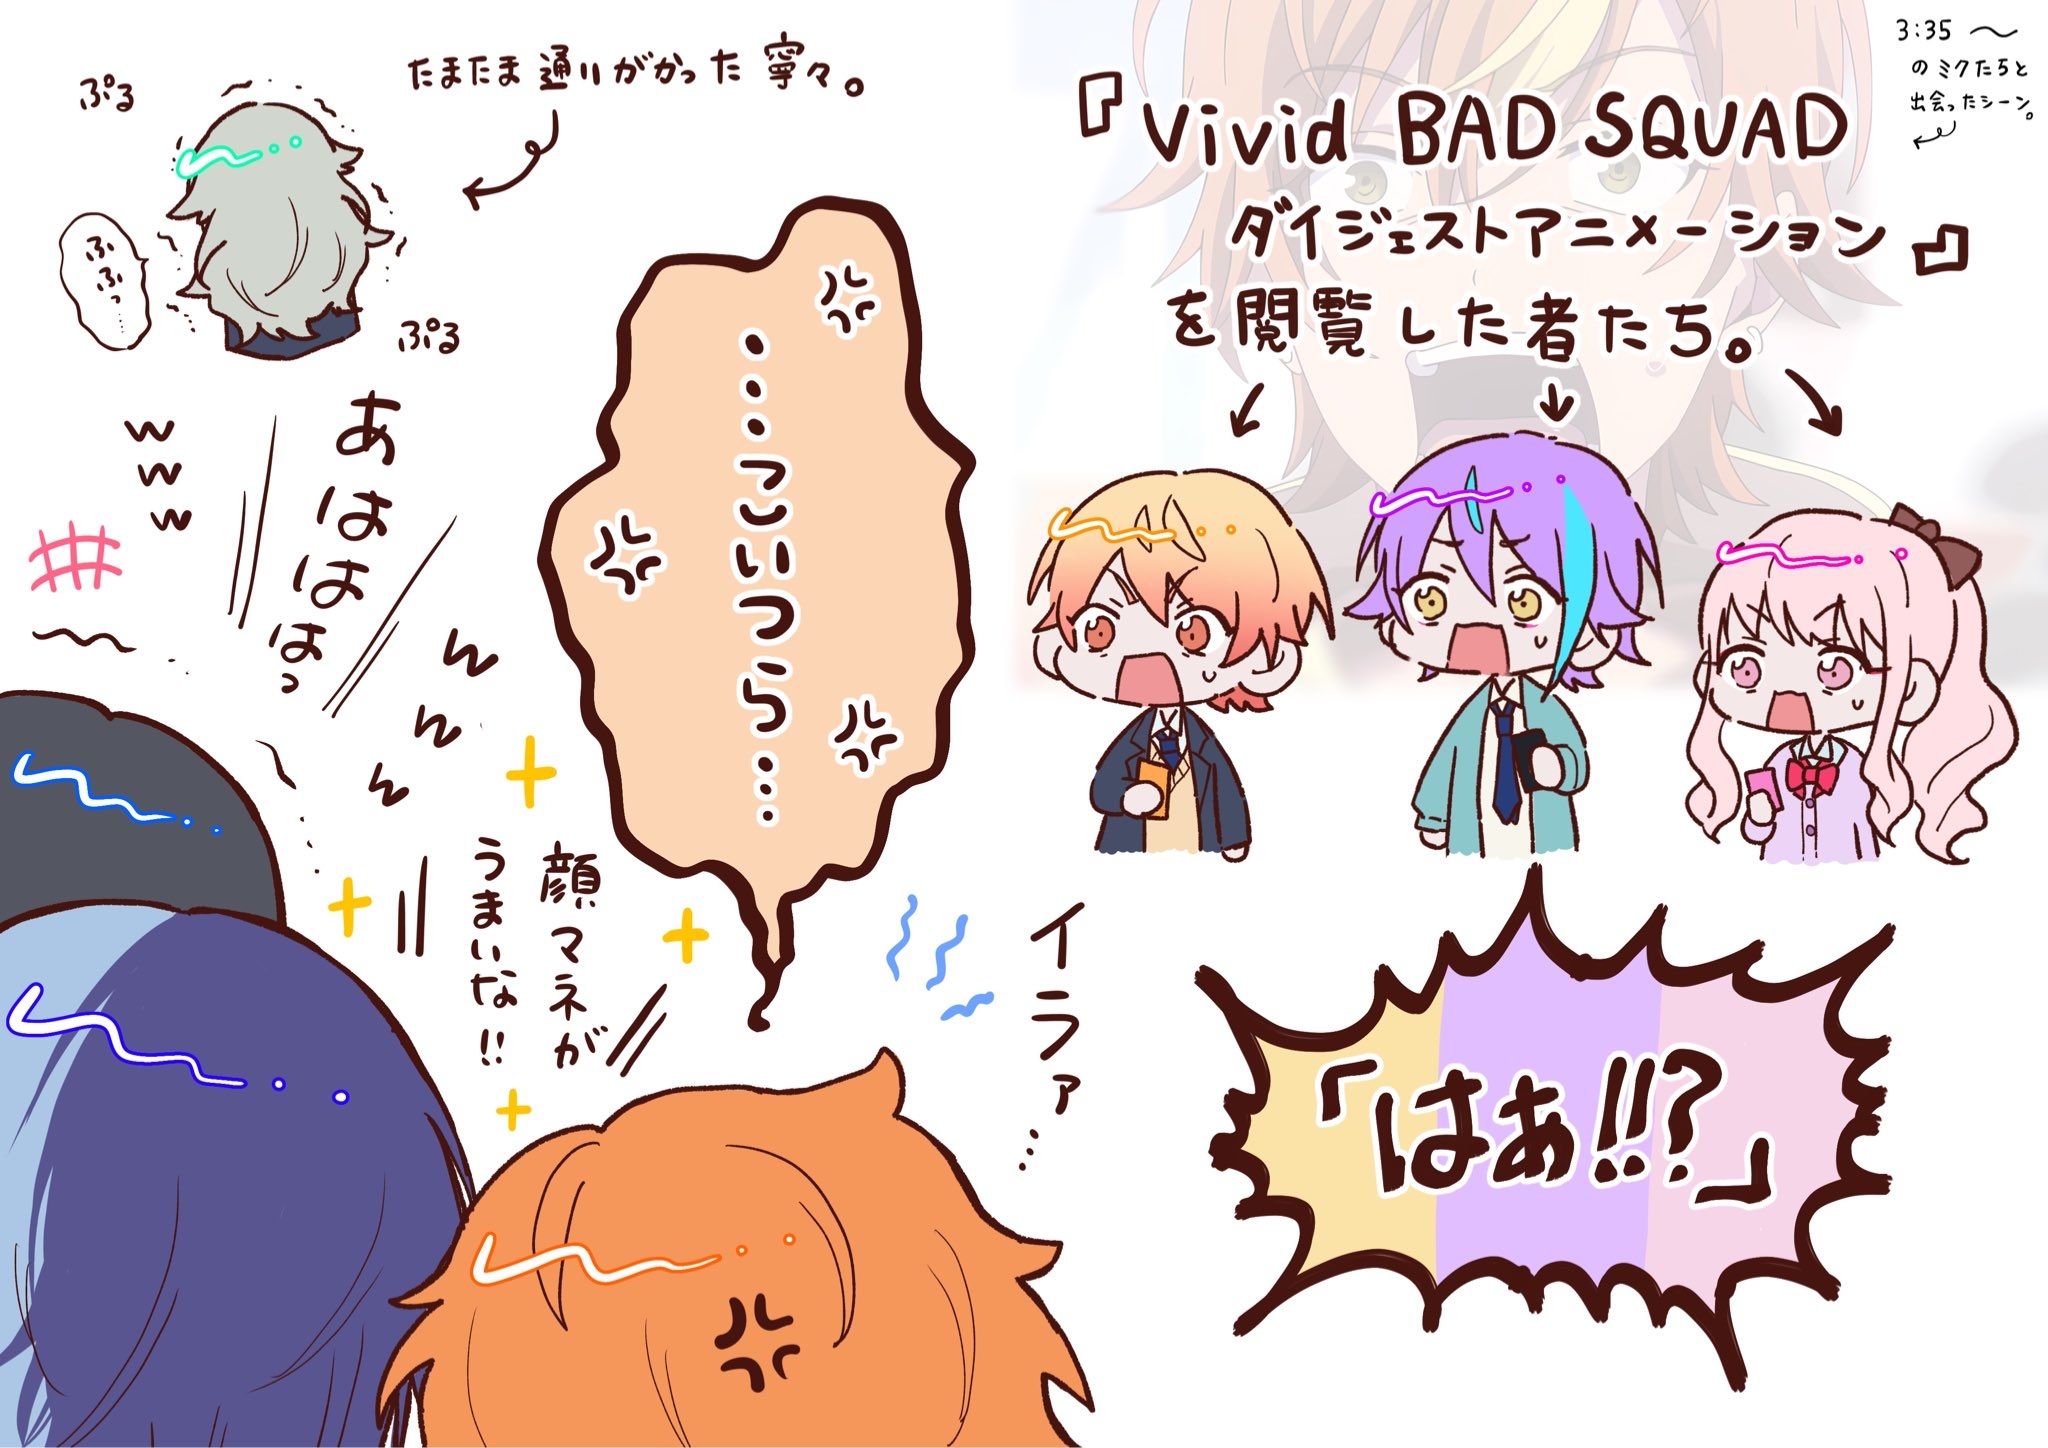 3:35〜
のミクたちと
出会ったシーン。
『Vivid BAD SQUAD
ダイジェストアニメーション』
を閲覧した者たち。
「はあ!!?」
たまたま通りがかった寧々。
ぷる
ふふっ……
ぷる
……こいつら……
あはははっ
w
w
w
w
w
w
顔マネが
うまいな!!
イラァ…